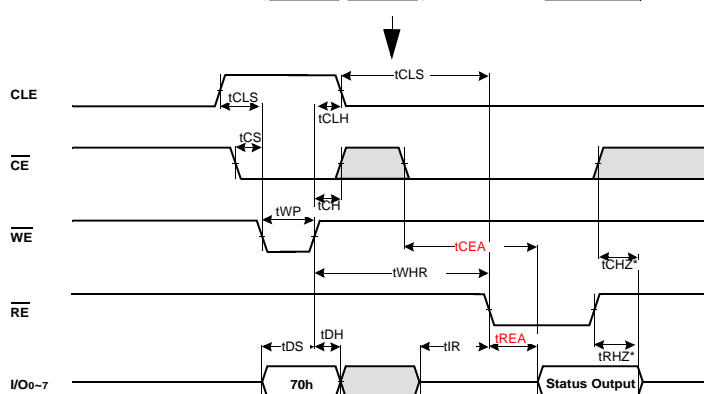 tCLS
CLE
tCLS
tCLH
tCS
CE
tCH
tWP
WE
tCEA
tCHZ*
tWHR
RE
tDH
tDS
tIR
tREA
tRHZ*
I/O0~7
70h
Status Output